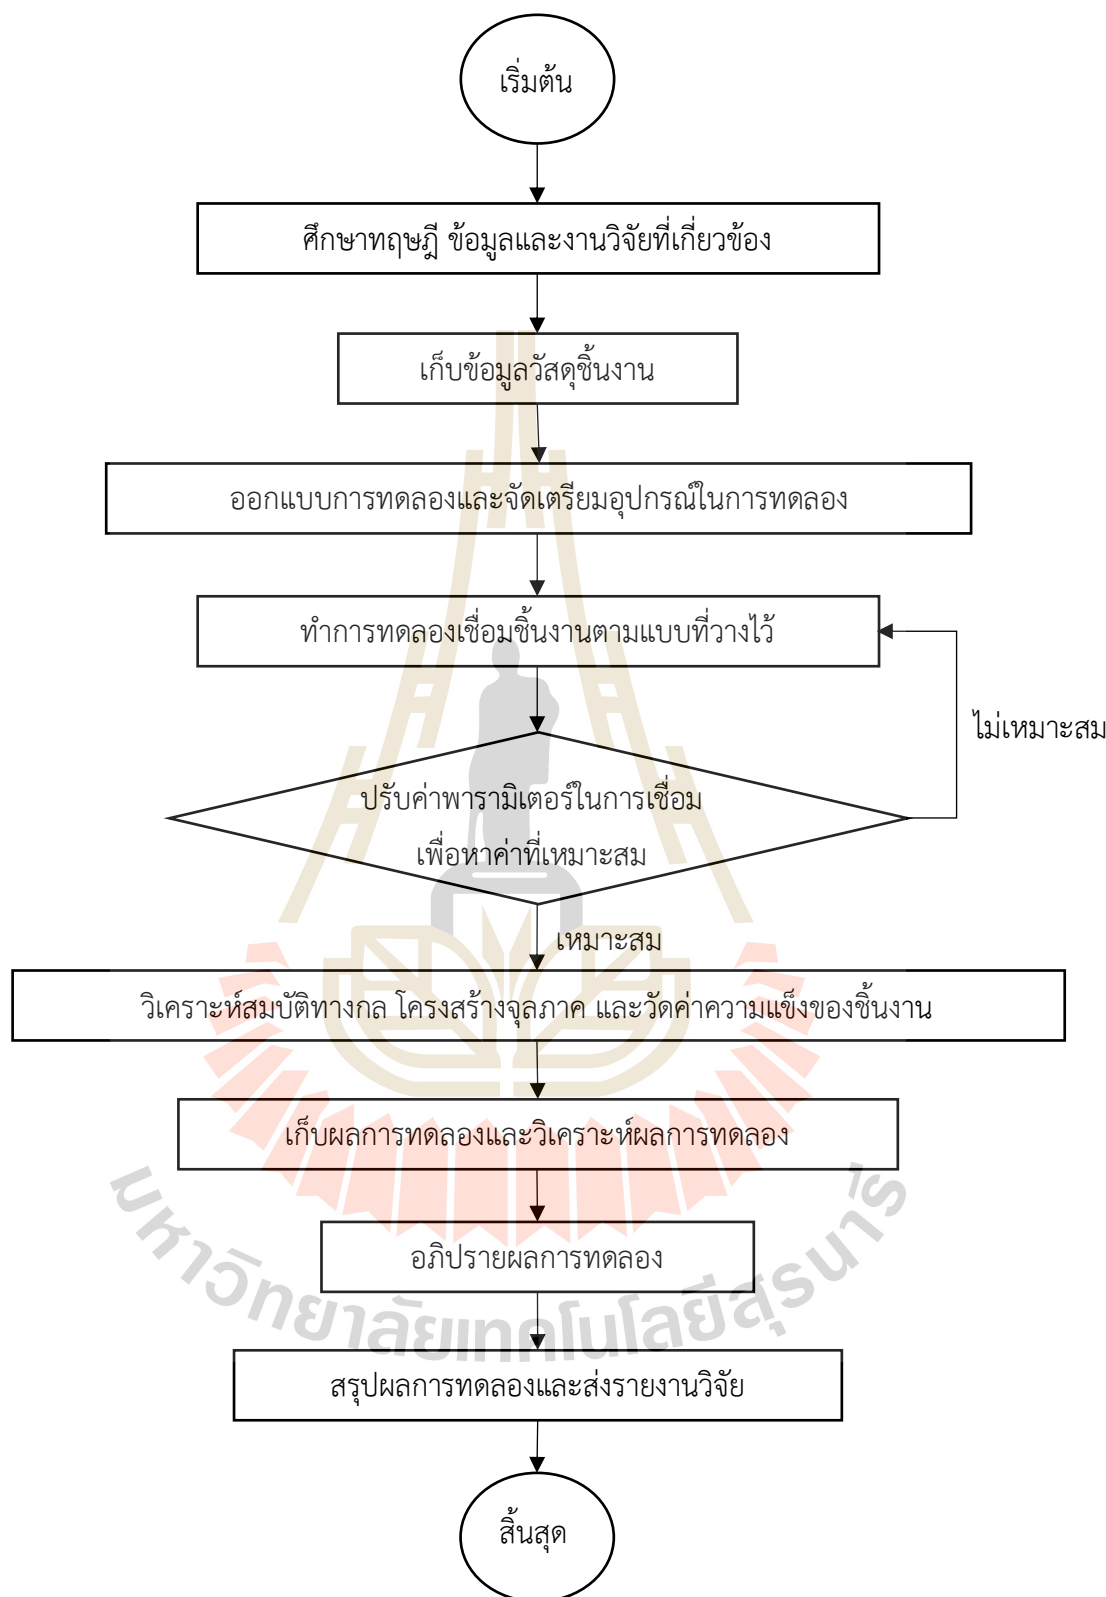 เริ่มต้น
ศึกษาทฤษฎี ข้อมูลและงานวิจัยที่เกี่ยวข้อง
เก็บข้อมูลวัสดุชิ้นงาน
ออกแบบการทดลองและจัดเตรียมอุปกรณ์ในการทดลอง
ทำการทดลองเชื่อมชิ้นงานตามแบบที่วางไว้
ไม่เหมาะสม
ปรับค่าพารามิเตอร์ในการเชื่อม
เพื่อหาค่าที่เหมาะสม
เหมาะสม
วิเคราะห์สมบัติทางกล โครงสร้างจุลภาค และวัดค่าความแข็งของชิ้นงาน
เก็บผลการทดลองและวิเคราะห์ผลการทดลอง
อภิปรายผลการทดลอง
มหาวิทยาลัยเทคโนโลยีสุรนารี
สรุปผลการทดลองและส่งรายงานวิจัย
สิ้นสุด